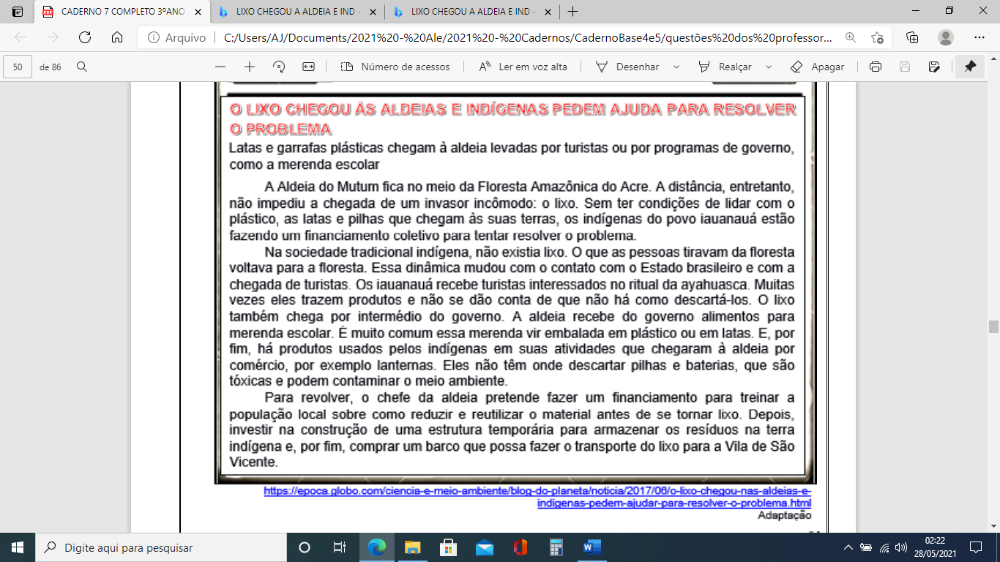 CADERNO 7 COMPLETO 3ºANO
LIXO CHEGOU A ALDEIA E IND -
LIXO CHEGOU A ALDEIA E IND -
Arquivo
C:/Users/AJ/Documents/2021%20-%20Ale/2021%20-%20Cadernos/CadernoBase4e5/questões%20dos%20professor...
50 de 86
Número de acessos
Ler em voz alta
Desenhar
Realçar
Apagar
O LIXO CHEGOU ÀS ALDEIAS E INDÍGENAS PEDEM AJUDA PARA RESOLVER
O PROBLEMA
Latas e garrafas plásticas chegam à aldeia levadas por turistas ou por programas de governo,
como a merenda escolar
A Aldeia do Mutum fica no meio da Floresta Amazônica do Acre. A distância, entretanto,
não impediu a chegada de um invasor incômodo: o lixo. Sem ter condições de lidar com o
plástico, as latas e pilhas que chegam às suas terras, os indígenas do povo iauanauá estão
fazendo um financiamento coletivo para tentar resolver o problema.
Na sociedade tradicional indígena, não existia lixo. O que as pessoas tiravam da floresta
voltava para a floresta. Essa dinâmica mudou com o contato com o Estado brasileiro e com a
chegada de turistas. Os iauanauá recebe turistas interessados no ritual da ayahuasca. Muitas
vezes eles trazem produtos e não se dão conta de que não há como descartá-los. O lixo
também chega por intermédio do governo. A aldeia recebe do governo alimentos para
merenda escolar. É muito comum essa merenda vir embalada em plástico ou em latas. E, por
fim, há produtos usados pelos indígenas em suas atividades que chegaram à aldeia por
comércio, por exemplo lanternas. Eles não têm onde descartar pilhas e baterias, que são
tóxicas e podem contaminar o meio ambiente.
Para revolver, o chefe da aldeia pretende fazer um financiamento para treinar a
população local sobre como reduzir e reutilizar o material antes de se tornar lixo. Depois,
investir na construção de uma estrutura temporária para armazenar os resíduos na terra
indígena e, por fim, comprar um barco que possa fazer o transporte do lixo para a Vila de São
Vicente.
https://epoca.globo.com/ciencia-e-meio-ambiente/blog-do-planeta/noticia/2017/06/o-lixo-chegou-nas-aldeias-e-
indigenas-pedem-ajudar-para-resolver-o-problema.html
Adaptação
Digite aqui para pesquisar
02:22
28/05/2021